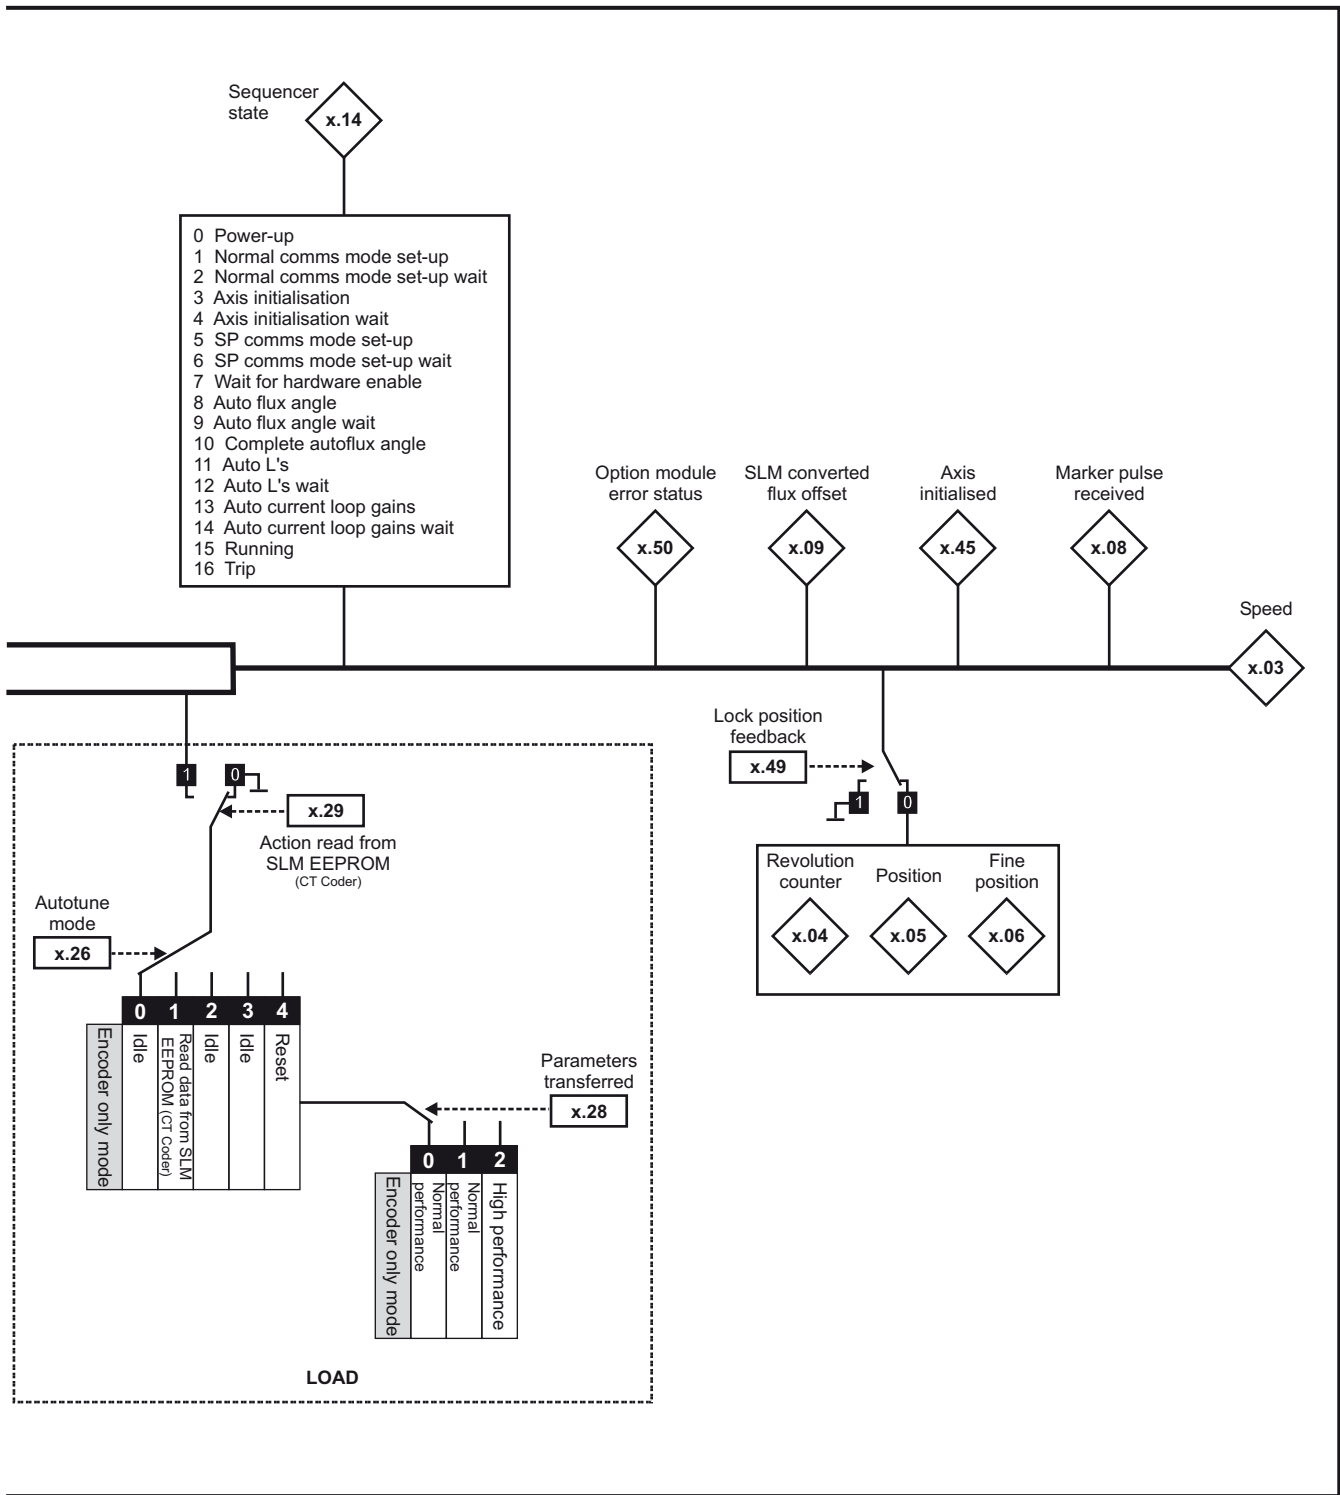 Sequencer
state
x.14
0 Power-up
1 Normal comms mode set-up
2 Normal comms mode set-up wait
3 Axis initialisation
4 Axis initialisation wait
5 SP comms mode set-up
6 SP comms mode set-up wait
7 Wait for hardware enable
8 Auto flux angle
9 Auto flux angle wait
10 Complete autoflux angle
11 Auto L's
12 Auto L's wait
13 Auto current loop gains
14 Auto current loop gains wait
15 Running
16 Trip
Option module
error status
x.50
SLM converted
flux offset
x.09
Axis
initialised
x.45
Marker pulse
received
x.08
Speed
x.03
Lock position
feedback
x.49
1
0
Revolution
counter
x.04
Position
x.05
Fine
position
x.06
1
0
x.29
Action read from
SLM EEPROM
(CT Coder)
Autotune
mode
x.26
0 1 2 3 4
Encoder only mode
Idle
Read data from SLM
EEPROM (CT Coder)
Idle
Idle
Reset
Parameters
transferred
x.28
0 1 2
Encoder only mode
Normal
performance
Normal
performance
High performance
LOAD